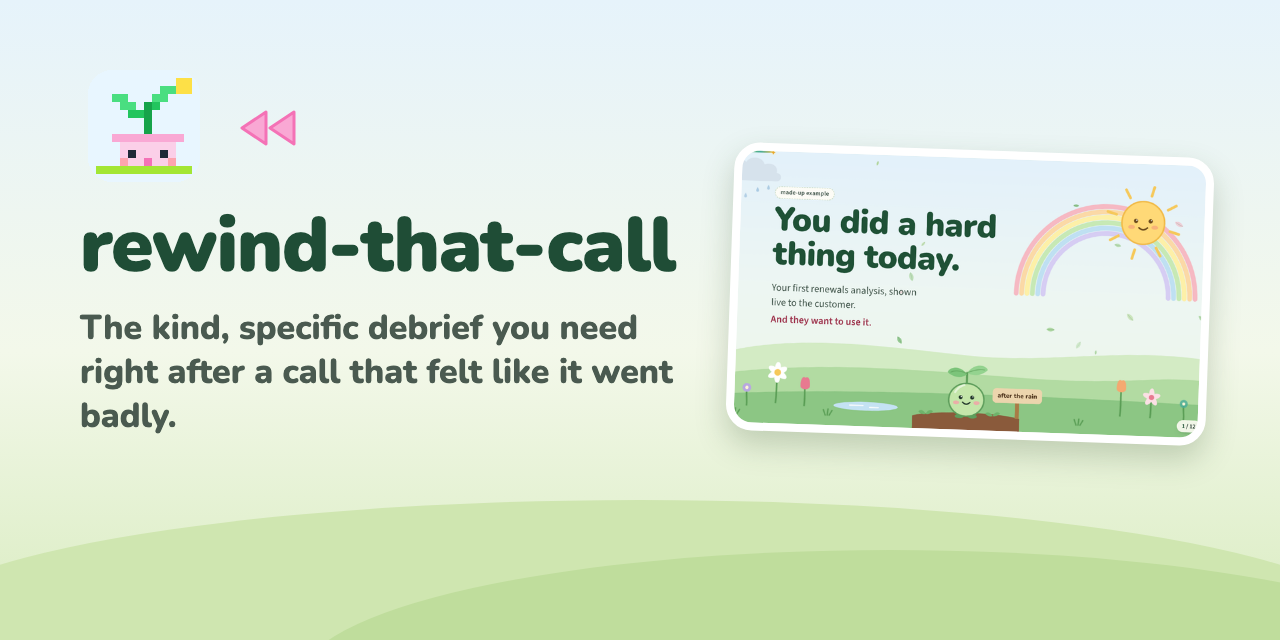 rewind-that-call
The kind, specific debrief you need
right after a call that felt like it went
badly.
made-up example
You did a hard
thing today.
Your first renewals analysis, shown
live to the customer.
And they want to use it.
after the rain
1 / 12